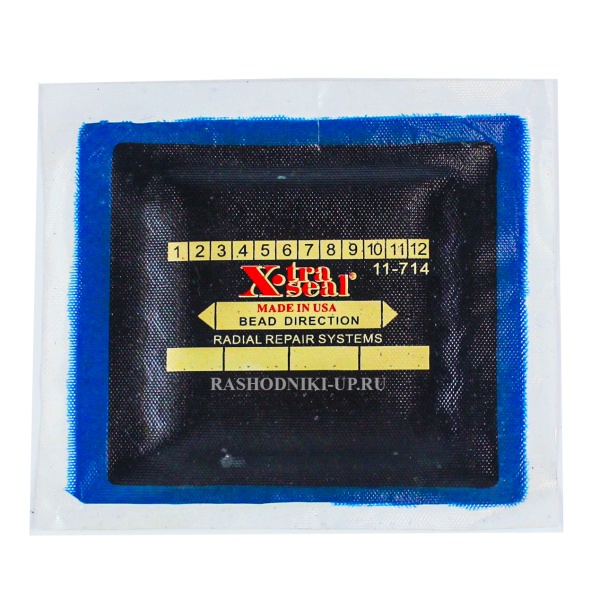 1 2 3 4 5 6 7 8 9 10 11 12
11-714
X•tra
seal®
MADE IN USA
BEAD DIRECTION
RADIAL REPAIR SYSTEMS
RASHODNIKI-UP.RU